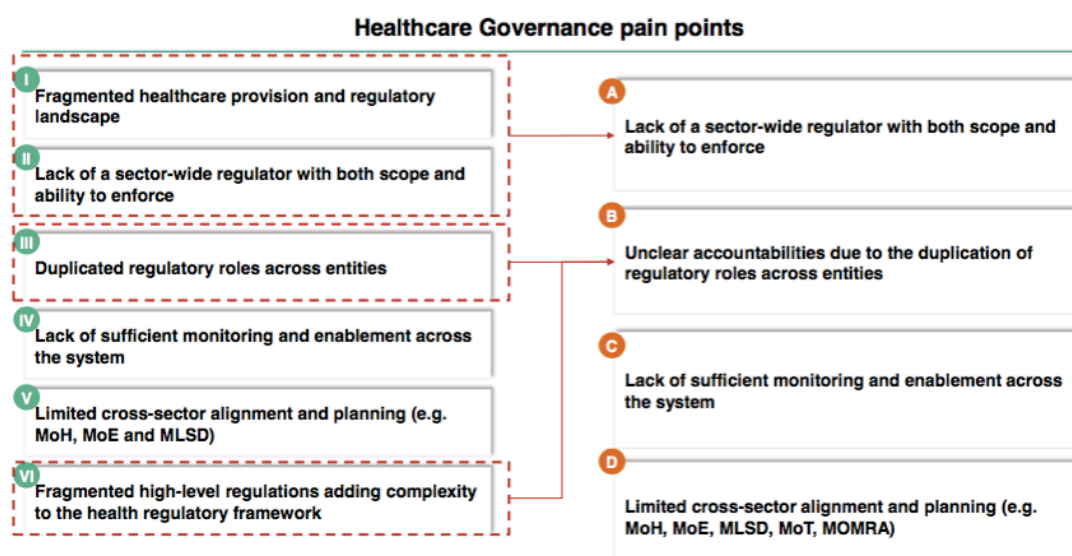 Healthcare Governance pain points
I
Fragmented healthcare provision and regulatory
landscape
II
Lack of a sector-wide regulator with both scope and
ability to enforce
III
Duplicated regulatory roles across entities
IV
Lack of sufficient monitoring and enablement across
the system
V
Limited cross-sector alignment and planning (e.g.
MoH, MoE and MLSD)
VI
Fragmented high-level regulations adding complexity
to the health regulatory framework
A
Lack of a sector-wide regulator with both scope and
ability to enforce
B
Unclear accountabilities due to the duplication of
regulatory roles across entities
C
Lack of sufficient monitoring and enablement across
the system
D
Limited cross-sector alignment and planning (e.g.
MoH, MoE, MLSD, MoT, MOMRA)